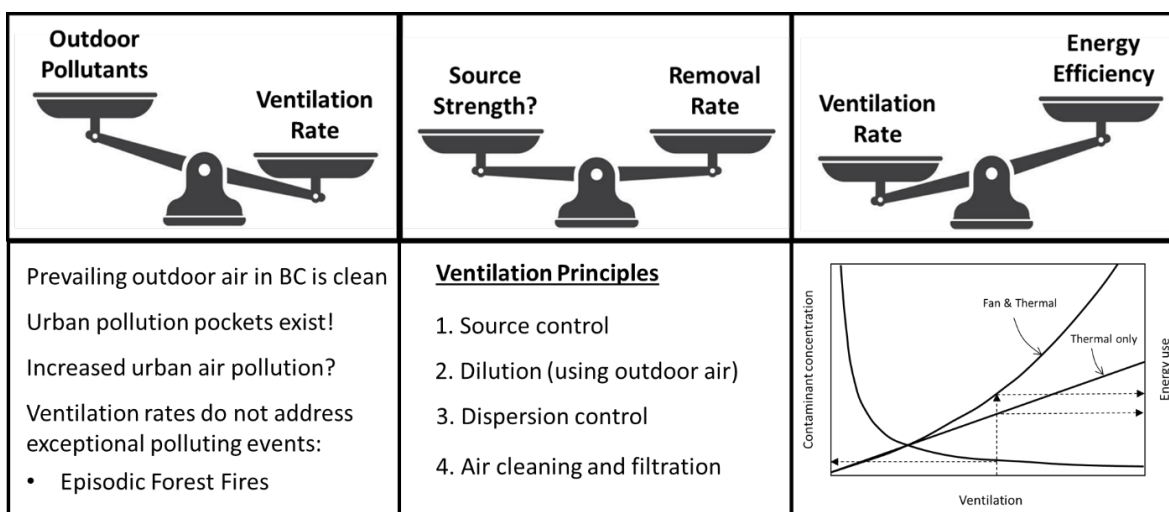 Outdoor
Pollutants
Ventilation
Rate
Source
Strength?
Removal
Rate
Energy
Efficiency
Ventilation
Rate
Prevailing outdoor air in BC is clean
Urban pollution pockets exist!
Increased urban air pollution?
Ventilation rates do not address
exceptional polluting events:
• Episodic Forest Fires
Ventilation Principles
1. Source control
2. Dilution (using outdoor air)
3. Dispersion control
4. Air cleaning and filtration
Contaminant concentration
Fan & Thermal
Thermal only
Energy use
Ventilation